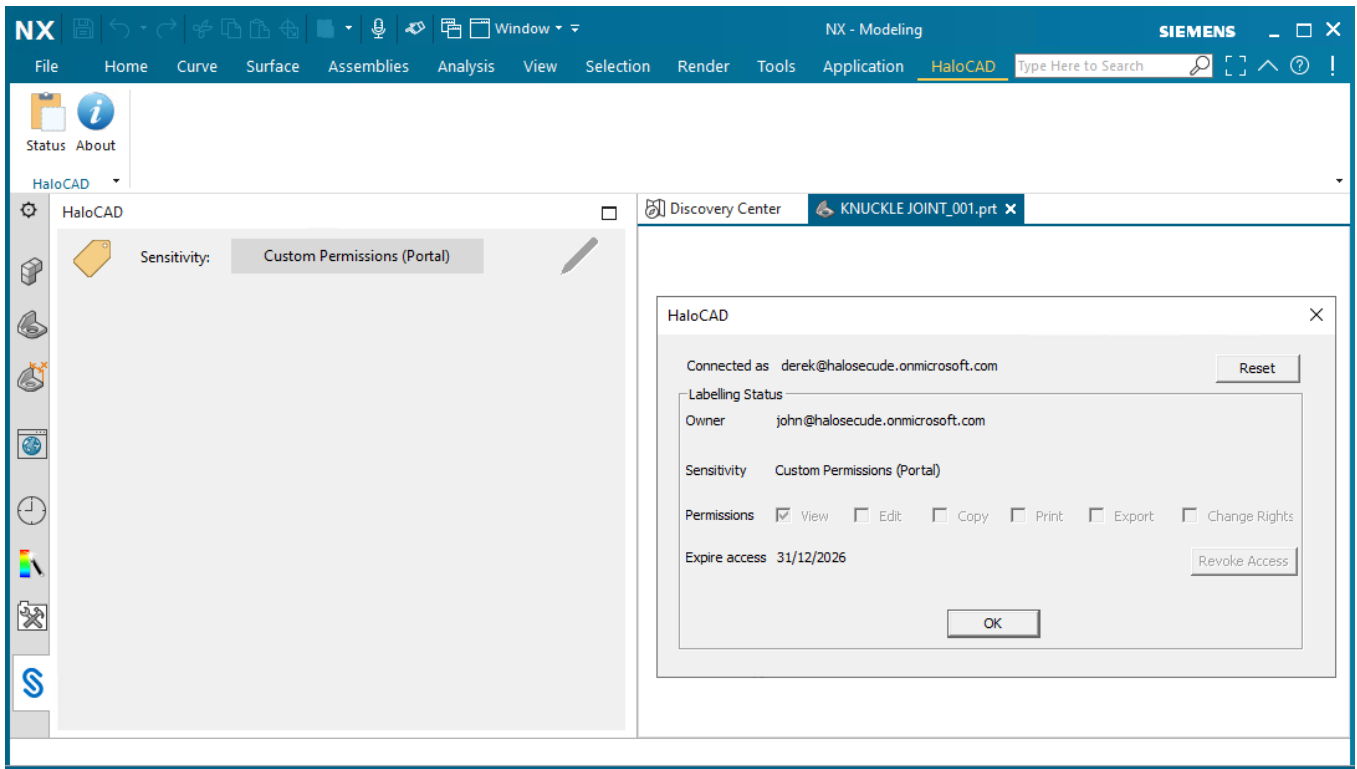 NX Window NX - Modeling SIEMENS
File Home Curve Surface Assemblies Analysis View Selection Render Tools Application HaloCAD Type Here to Search
Status About
HaloCAD
HaloCAD
Sensitivity: Custom Permissions (Portal)
Discovery Center KNUCKLE JOINT_001.prt
HaloCAD
Connected as derek@halosecude.onmicrosoft.com Reset
Labelling Status
Owner john@halosecude.onmicrosoft.com
Sensitivity Custom Permissions (Portal)
Permissions View Edit Copy Print Export Change Rights
Expire access 31/12/2026 Revoke Access
OK